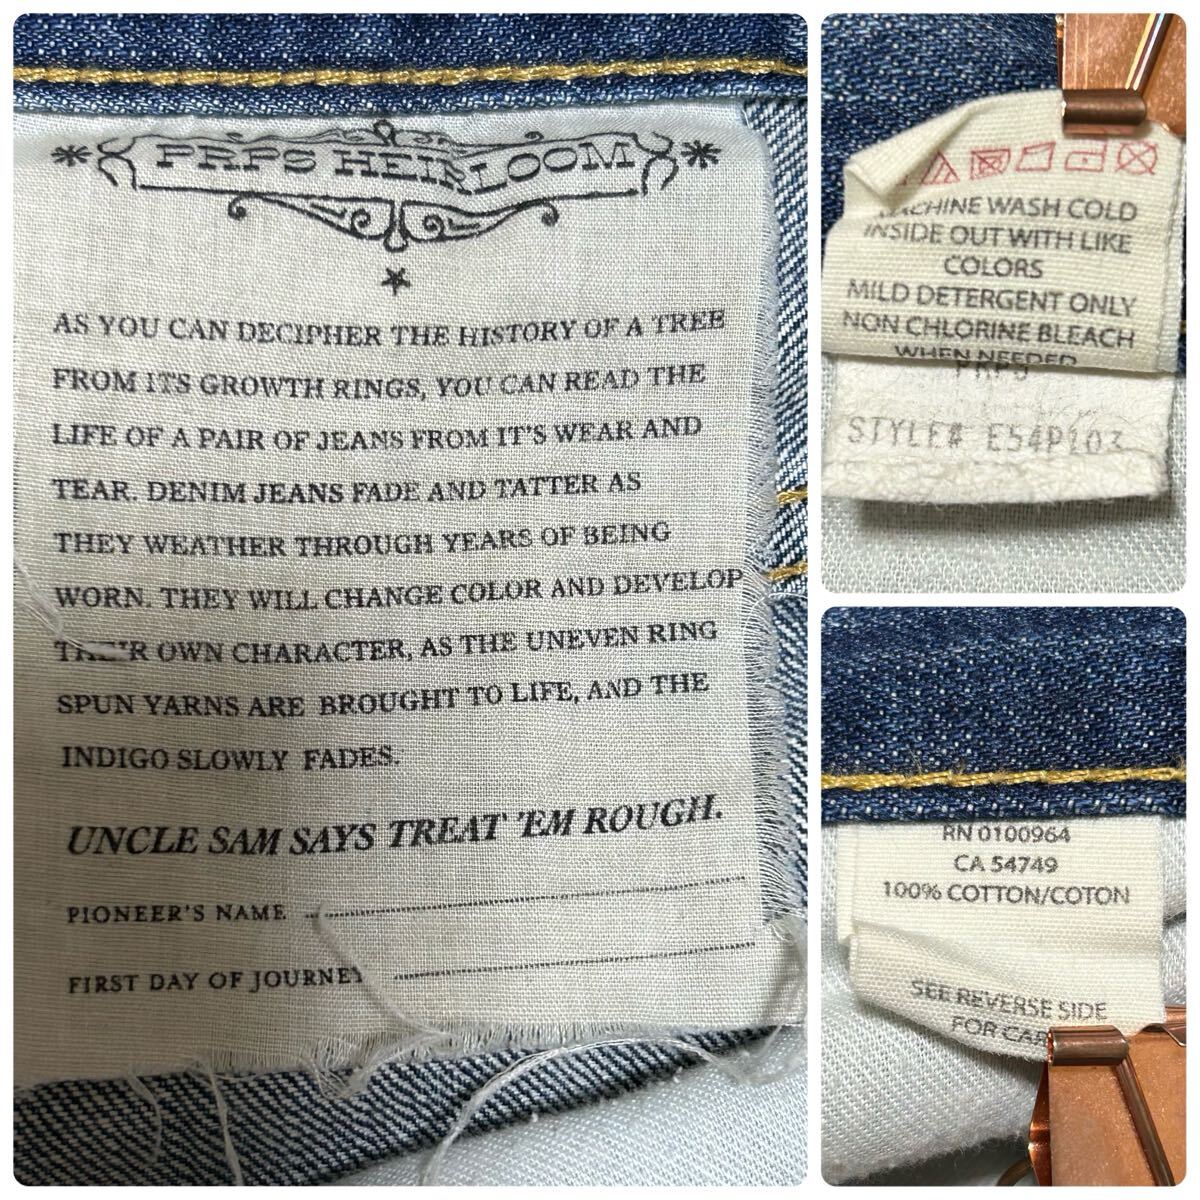 PRPS HEIRLOOM
AS YOU CAN DECIPHER THE HISTORY OF A TREE
FROM ITS GROWTH RINGS, YOU CAN READ THE
LIFE OF A PAIR OF JEANS FROM IT'S WEAR AND
TEAR. DENIM JEANS FADE AND TATTER AS
THEY WEATHER THROUGH YEARS OF BEING
WORN. THEY WILL CHANGE COLOR AND DEVELOP
THEIR OWN CHARACTER, AS THE UNEVEN RING
SPUN YARNS ARE BROUGHT TO LIFE, AND THE
INDIGO SLOWLY FADES.
UNCLE SAM SAYS TREAT 'EM ROUGH.
PIONEER'S NAME
FIRST DAY OF JOURNEY
MACHINE WASH COLD
INSIDE OUT WITH LIKE
COLORS
MILD DETERGENT ONLY
NON CHLORINE BLEACH
WHEN NEEDED
PRPS
STYLE# E54P103
RN 0100964
CA 54749
100% COTTON/COTON
SEE REVERSE SIDE
FOR